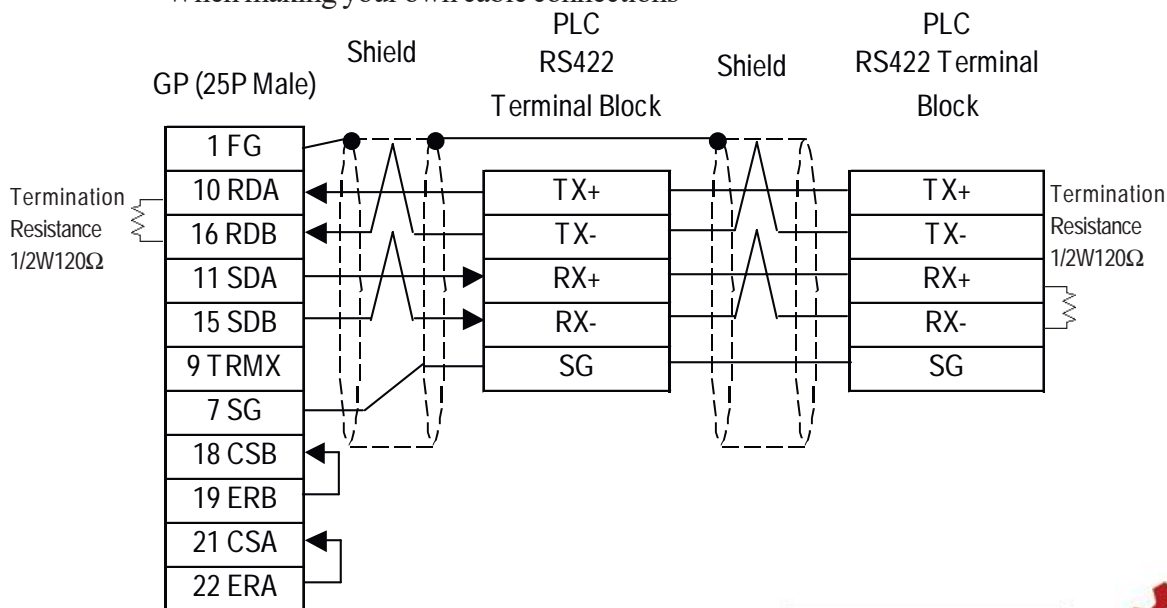 When making your own cable connections
PLC
RS422
Terminal Block
PLC
RS422 Terminal
Block
Shield
Shield
GP (25P Male)
1 FG
10 RDA
16 RDB
11 SDA
15 SDB
9 TRMX
7 SG
18 CSB
19 ERB
21 CSA
22 ERA
Termination
Resistance
1/2W120Ω
TX+
TX-
RX+
RX-
SG
TX+
TX-
RX+
RX-
SG
Termination
Resistance
1/2W120Ω